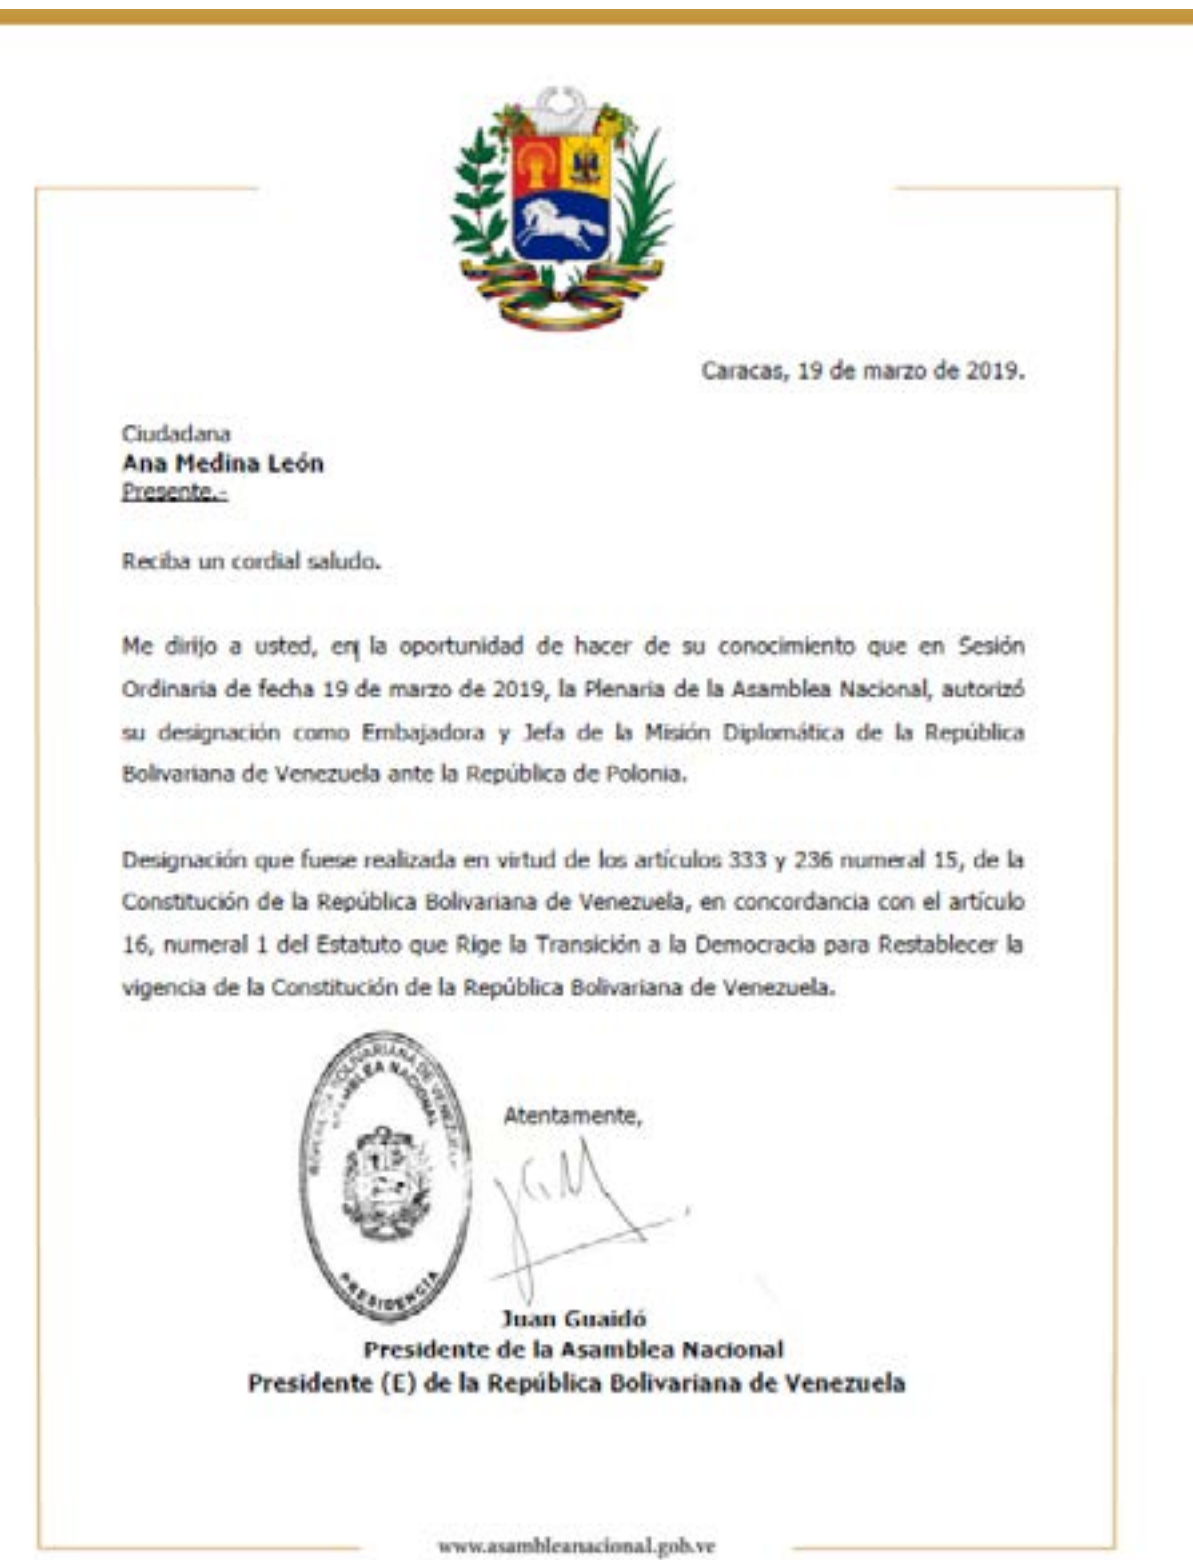 Caracas, 19 de marzo de 2019.
Ciudadana
Ana Medina León
Presente.-
Reciba un cordial saludo.
Me dirijo a usted, en la oportunidad de hacer de su conocimiento que en Sesión
Ordinaria de fecha 19 de marzo de 2019, la Plenaria de la Asamblea Nacional, autorizó
su designación como Embajadora y Jefa de la Misión Diplomática de la República
Bolivariana de Venezuela ante la República de Polonia.
Designación que fuese realizada en virtud de los artículos 333 y 236 numeral 15, de la
Constitución de la República Bolivariana de Venezuela, en concordancia con el artículo
16, numeral 1 del Estatuto que Rige la Transición a la Democracia para Restablecer la
vigencia de la Constitución de la República Bolivariana de Venezuela.
BOLIVARIANA DE VENEZUELA
ASAMBLEA NACIONAL
PRESIDENCIA
Atentamente,
Juan Guaidó
Presidente de la Asamblea Nacional
Presidente (E) de la República Bolivariana de Venezuela
www.asambleanacional.gob.ve